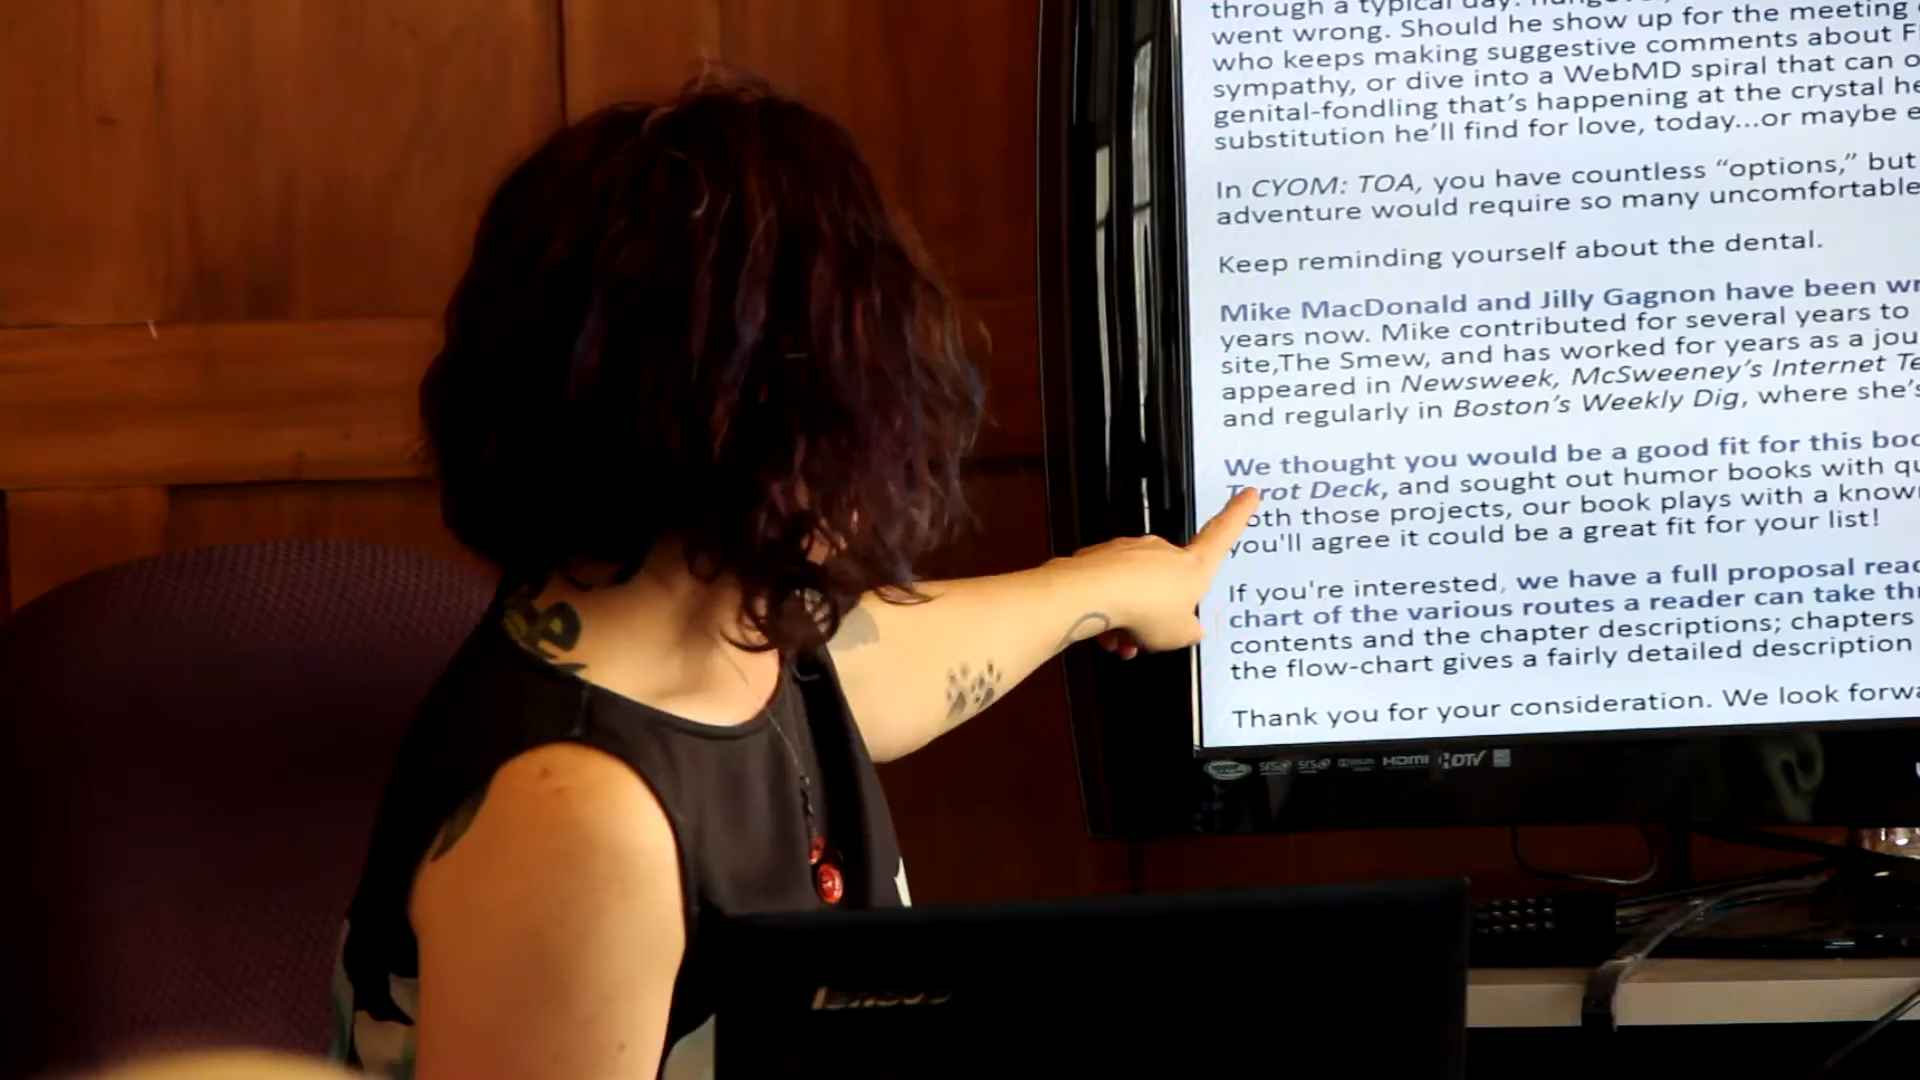 through a typical day:
went wrong. Should he show up for the meeting
who keeps making suggestive comments about
sympathy, or dive into a WebMD spiral that can
genital-fondling that's happening at the crystal
substitution he'll find for love, today...or maybe
In CYOM: TOA, you have countless “options,” but
adventure would require so many uncomfortable
Keep reminding yourself about the dental.
Mike MacDonald and Jilly Gagnon have been
years now. Mike contributed for several years to
site,The Smew, and has worked for years as a
appeared in Newsweek, McSweeney's Internet
and regularly in Boston's Weekly Dig, where she's
We thought you would be a good fit for this
Tarot Deck, and sought out humor books with
both those projects, our book plays with a
you'll agree it could be a great fit for your list!
If you're interested, we have a full proposal
chart of the various routes a reader can take
contents and the chapter descriptions; chapters
the flow-chart gives a fairly detailed description
Thank you for your consideration. We look
HDMI HDTV
lenovo